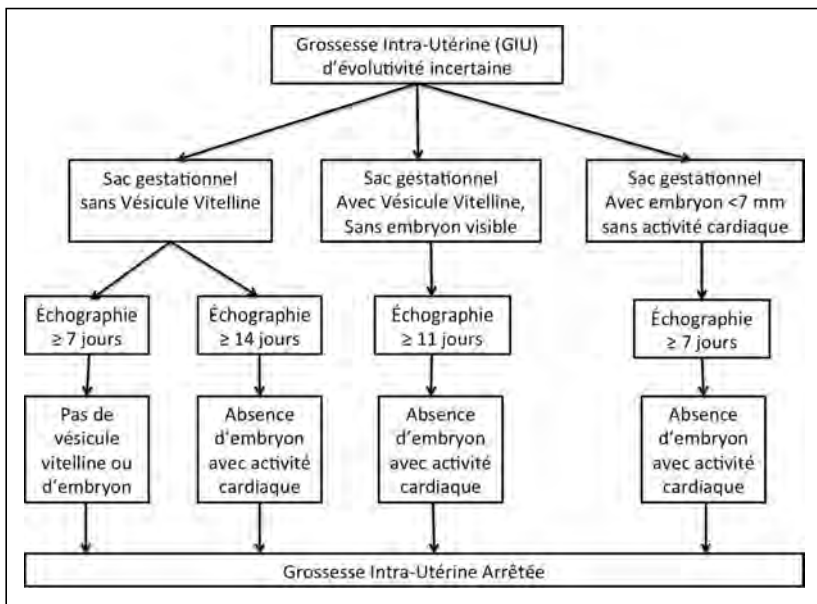 Grossesse Intra-Utérine (GIU)
d'évolutivité incertaine
Sac gestationnel
sans Vésicule Vitelline
Sac gestationnel
Avec Vésicule Vitelline,
Sans embryon visible
Sac gestationnel
Avec embryon <7 mm
sans activité cardiaque
Échographie
≥ 7 jours
Échographie
≥ 14 jours
Échographie
≥ 11 jours
Échographie
≥ 7 jours
Pas de
vésicule
vitelline ou
d'embryon
Absence
d'embryon
avec activité
cardiaque
Absence
d'embryon
avec activité
cardiaque
Absence
d'embryon
avec activité
cardiaque
Grossesse Intra-Utérine Arrêtée